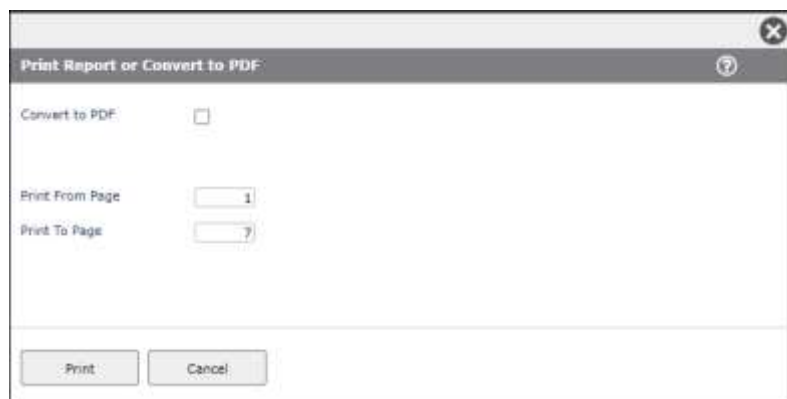 Print Report or Convert to PDF
Convert to PDF
Print From Page 1
Print To Page 7
Print Cancel